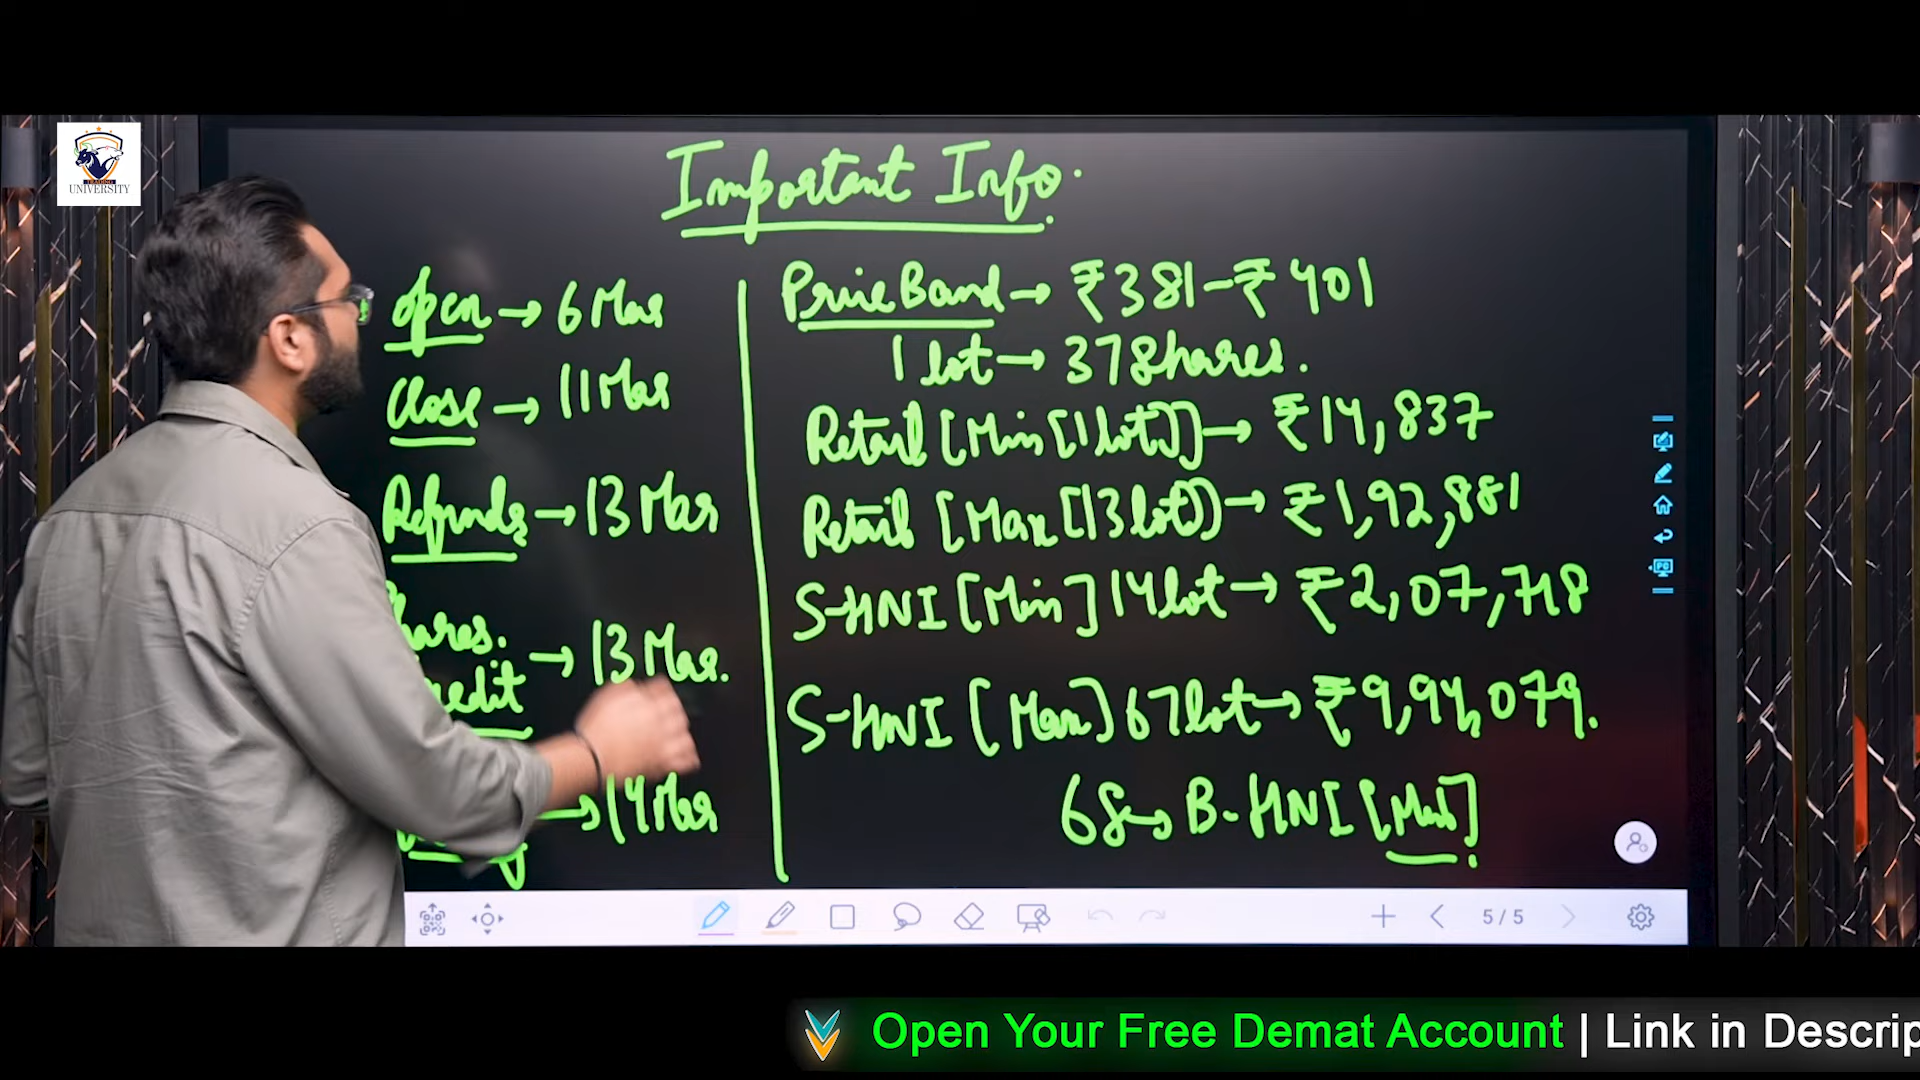 UNIVERSITY
Important Info.
Open → 6 Mar
Close → 11 Mar
Refunds → 13 Mar
→ 13 Mar.
→ 14 Mar
Price Band → ₹381-₹401
1 lot → 37 Shares.
Retail [Min [1 lot]] → ₹14,837
Retail [Max [13 lot]] → ₹1,92,881
S-HNI [Min] 14 lot → ₹2,07,718
S-HNI [Max] 67 lot → ₹9,94,079.
68 → B-HNI
5 / 5
Open Your Free Demat Account | Link in Descrip